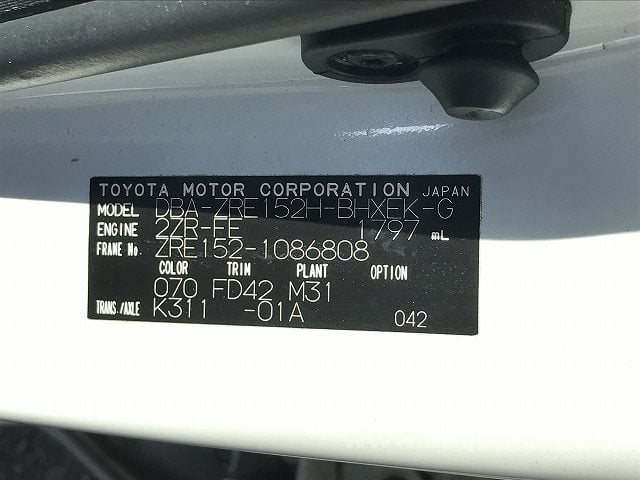 TOYOTA MOTOR CORPORATION JAPAN
MODEL DBA-ZRE152H-BHXEK-G
ENGINE 2ZR-FE 1797 mL
FRAME No. ZRE152-1086808
COLOR TRIM PLANT OPTION
070 FD42 M31
TRANS./AXLE K311 -01A 042